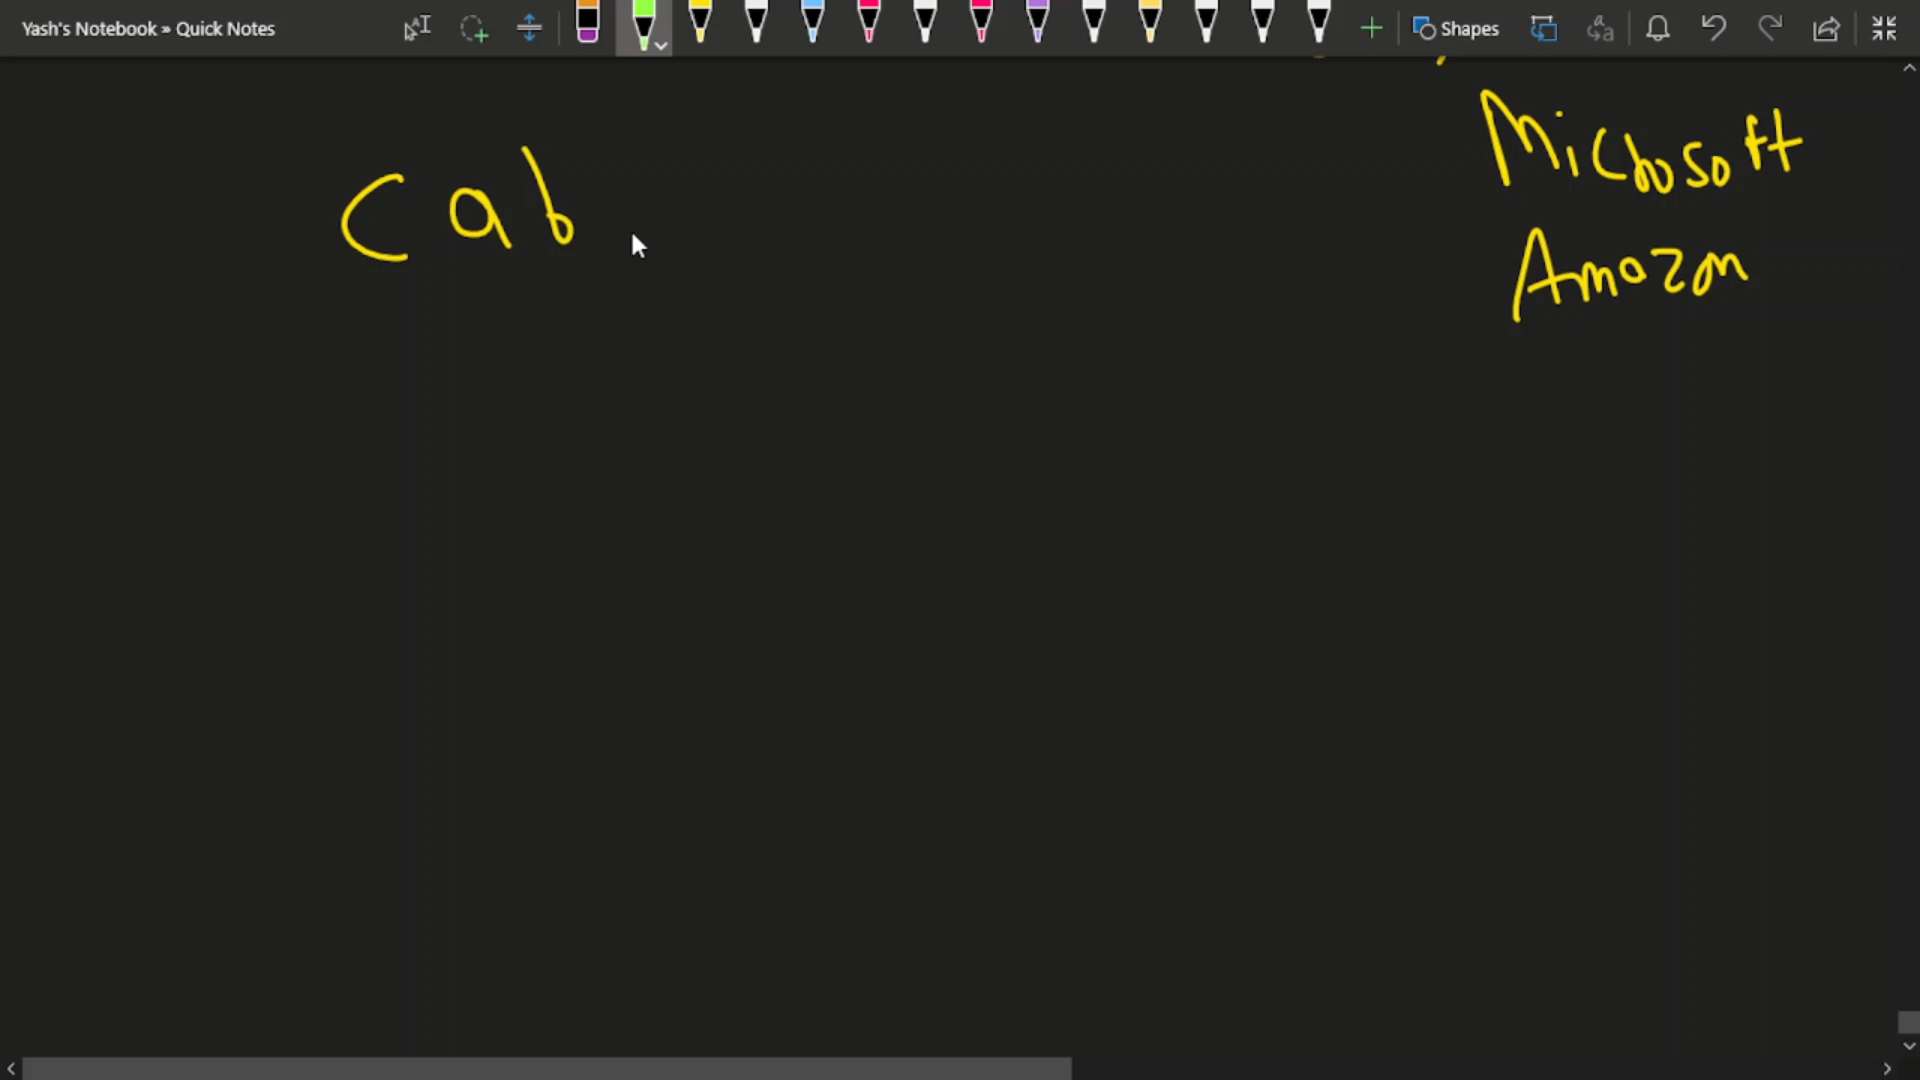 Yash's Notebook » Quick Notes
Shapes
Microsoft
cab
Amazon